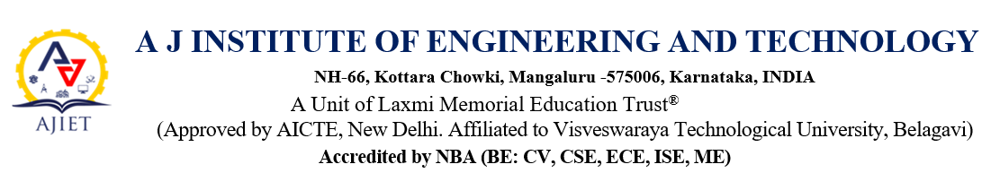 A J INSTITUTE OF ENGINEERING AND TECHNOLOGY
NH-66, Kottara Chowki, Mangaluru -575006, Karnataka, INDIA
A Unit of Laxmi Memorial Education Trust®
(Approved by AICTE, New Delhi. Affiliated to Visveswaraya Technological University, Belagavi)
Accredited by NBA (BE: CV, CSE, ECE, ISE, ME)
AJIET